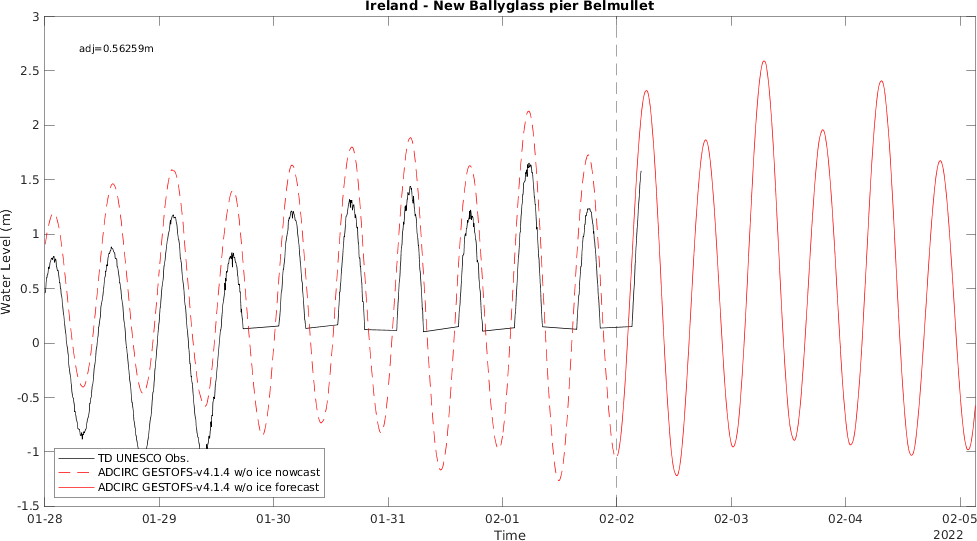 Ireland - New Ballyglass pier Belmullet
adj=0.56259m
3
2.5
2
1.5
1
0.5
0
-0.5
-1
-1.5
Water Level (m)
TD UNESCO Obs.
ADCIRC GESTOFS-v4.1.4 w/o ice nowcast
ADCIRC GESTOFS-v4.1.4 w/o ice forecast
01-28 01-29 01-30 01-31 02-01 02-02 02-03 02-04 02-05
Time
2022